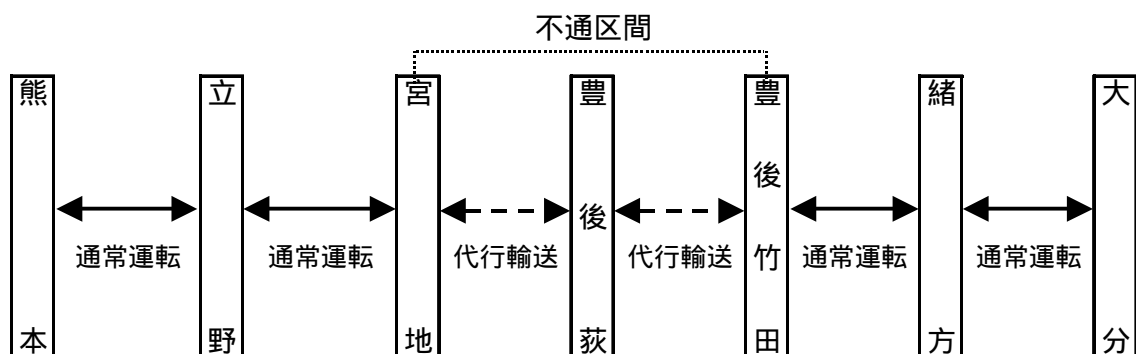 不通区間
熊本
立野
宮地
豊後荻
豊後竹田
緒方
大分
通常運転
通常運転
代行輸送
代行輸送
通常運転
通常運転